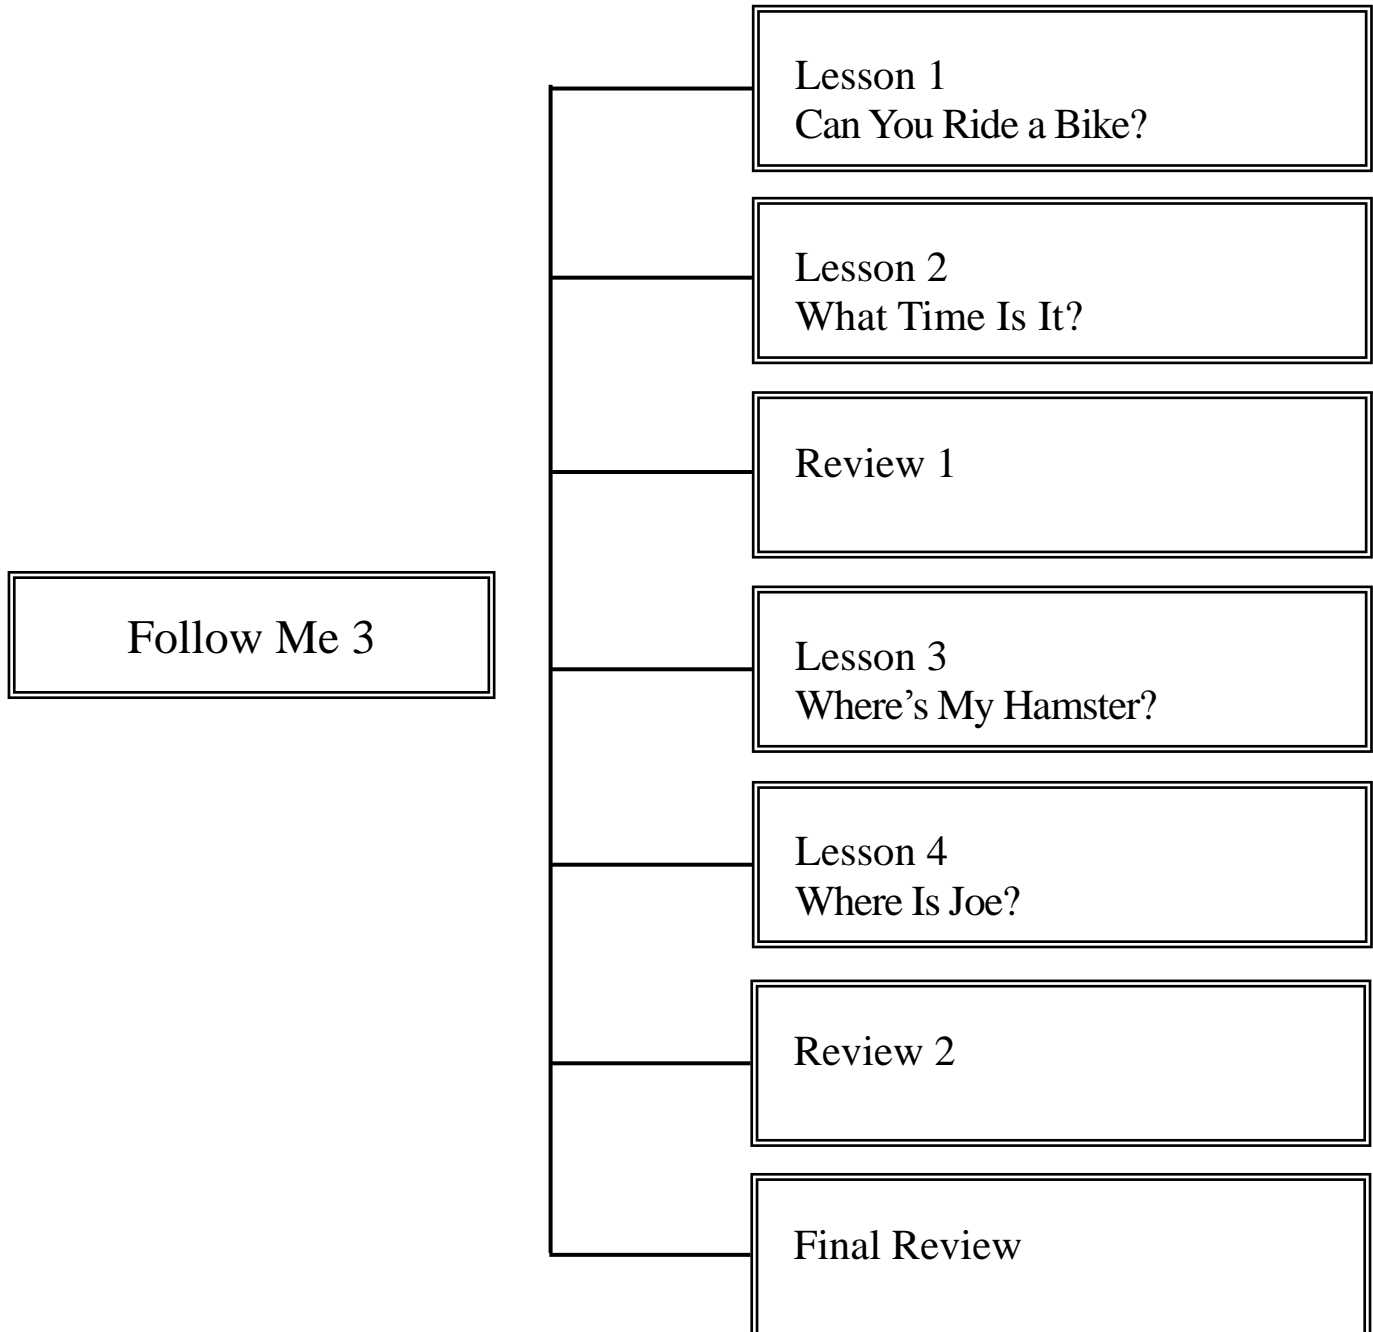 Follow Me 3
Lesson 1
Can You Ride a Bike?
Lesson 2
What Time Is It?
Review 1
Lesson 3
Where’s My Hamster?
Lesson 4
Where Is Joe?
Review 2
Final Review